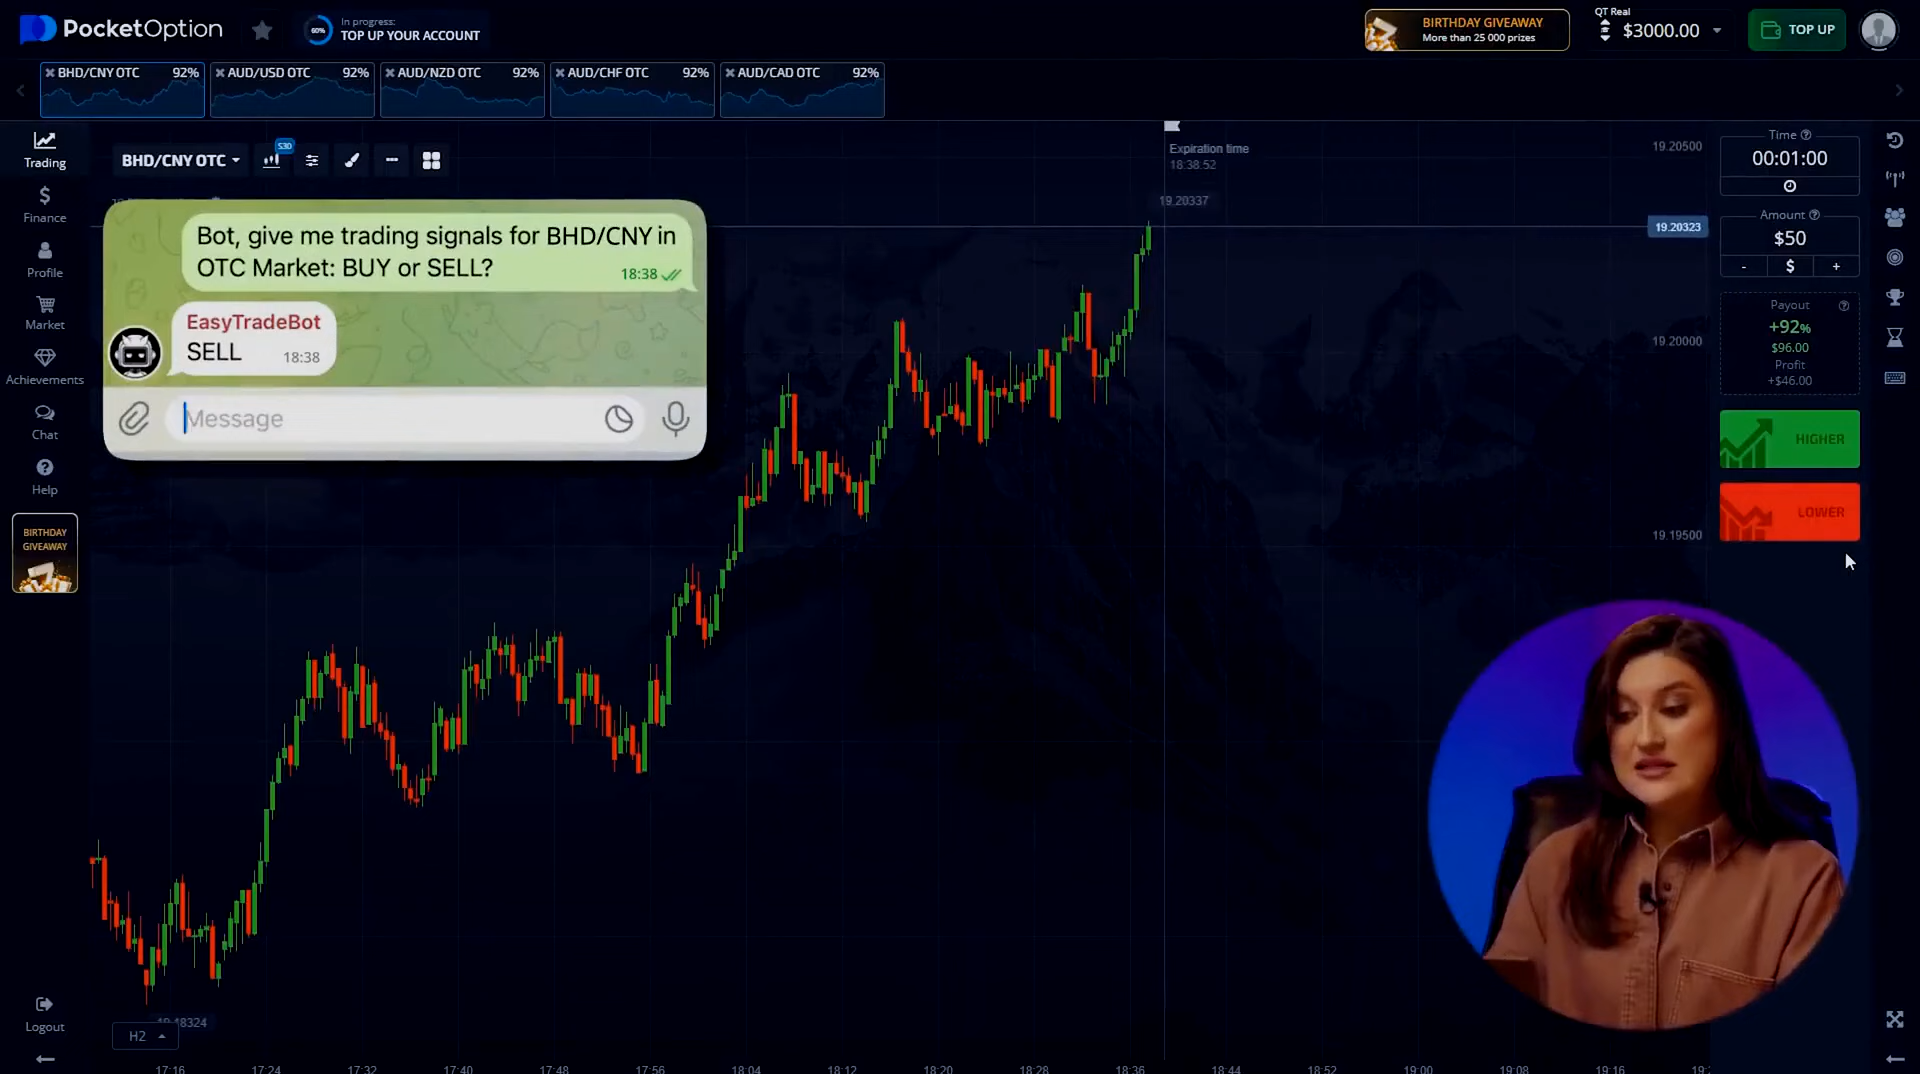 PocketOption
60%
In progress:
TOP UP YOUR ACCOUNT
BIRTHDAY GIVEAWAY
More than 25 000 prizes
QT Real
$3000.00
TOP UP
BHD/CNY OTC 92%
AUD/USD OTC 92%
AUD/NZD OTC 92%
AUD/CHF OTC 92%
AUD/CAD OTC 92%
Trading
Finance
Profile
Market
Achievements
Chat
Help
BIRTHDAY
GIVEAWAY
Logout
BHD/CNY OTC
S30
Bot, give me trading signals for BHD/CNY in
OTC Market: BUY or SELL?
18:38
EasyTradeBot
SELL 18:38
Message
Expiration time
18:38:52
19.20337
19.20500
19.20323
19.20000
19.19500
Time
00:01:00
Amount
$50
- $ +
Payout
+92%
$96.00
Profit
+$46.00
HIGHER
LOWER
H2
17:16 17:24 17:32 17:40 17:48 17:56 18:04 18:12 18:20 18:28 18:36 18:44 18:52 19:00 19:08 19:16